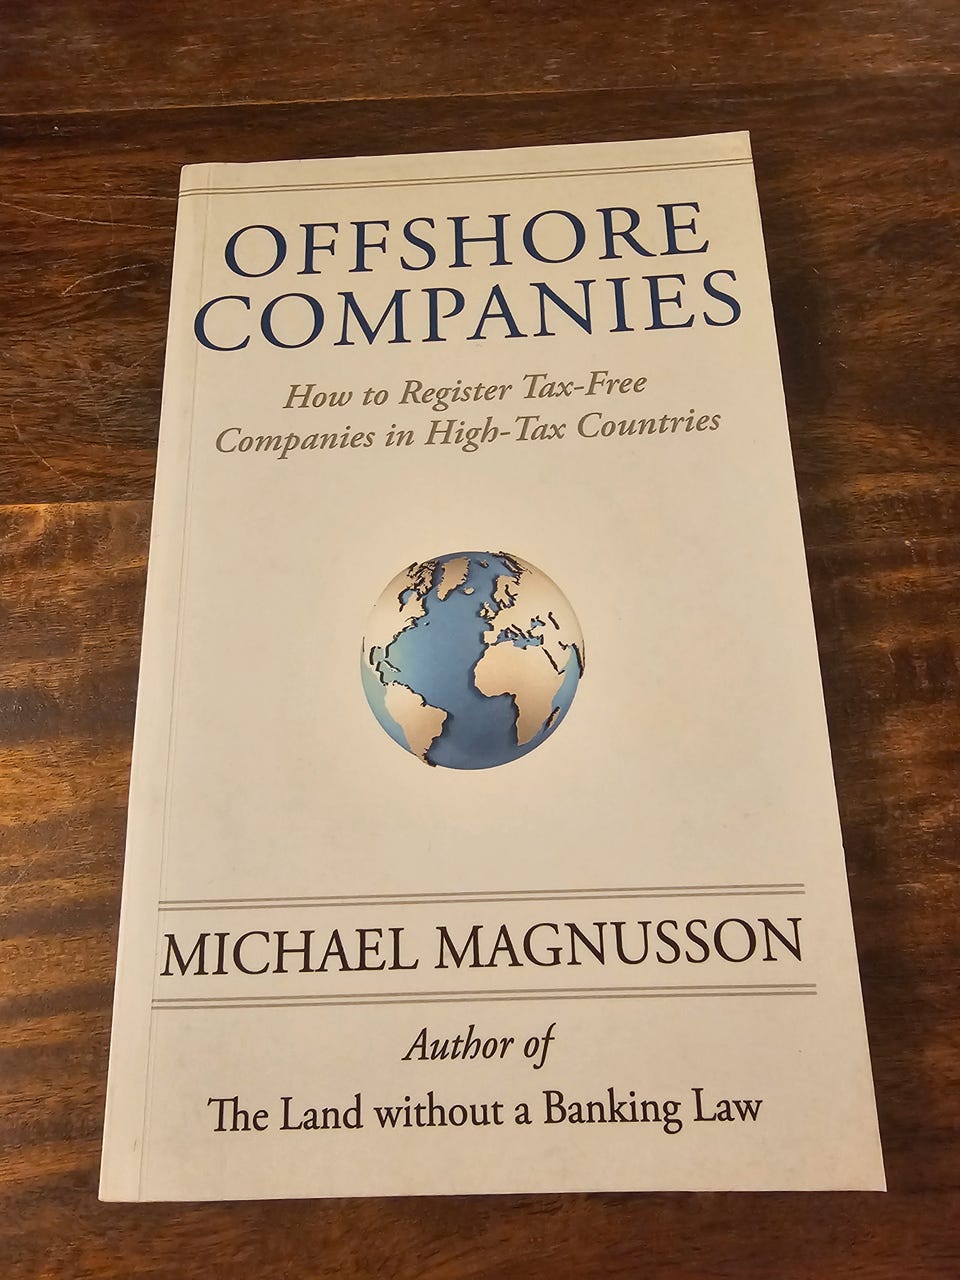 OFFSHORE
COMPANIES
How to Register Tax-Free
Companies in High-Tax Countries
MICHAEL MAGNUSSON
Author of
The Land without a Banking Law